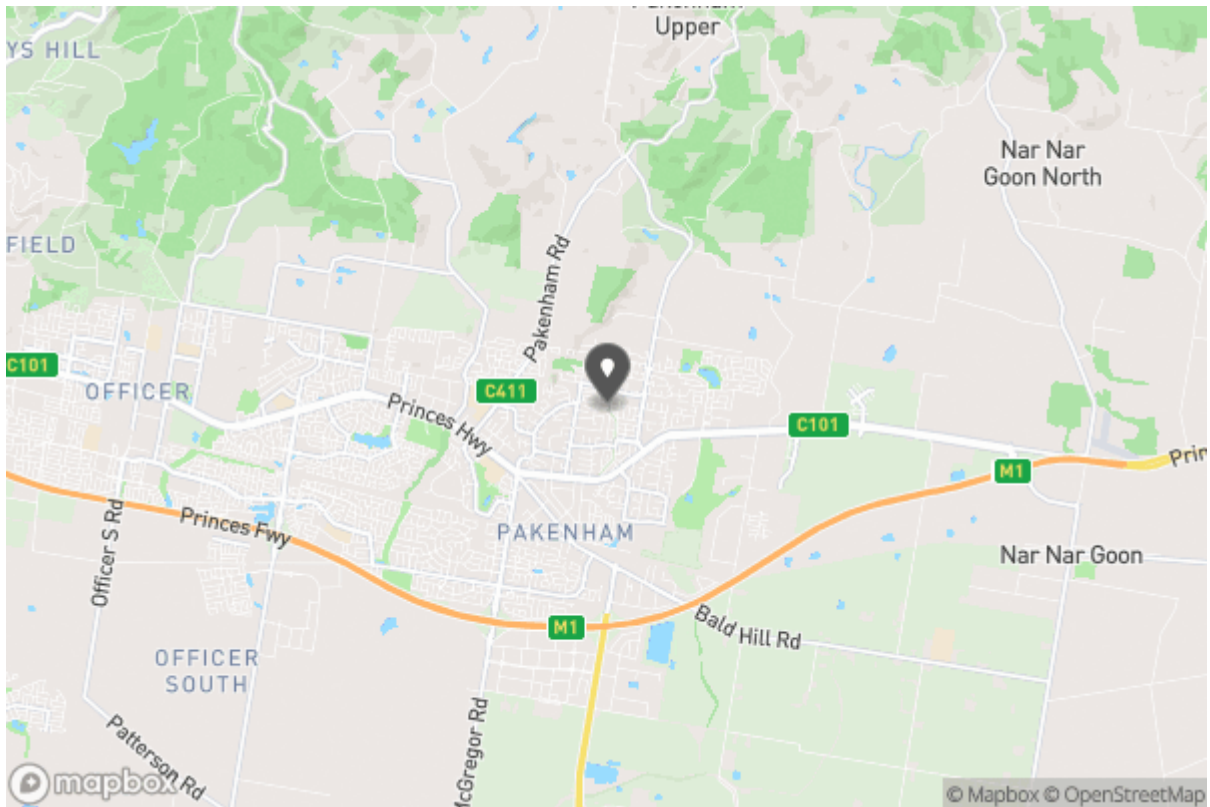 Upper
YS HILL
Nar Nar
Goon North
FIELD
Pakenham Rd
C101
OFFICER
C411
Princes Hwy
C101
Prin
M1
Princes Fwy
Officer S Rd
PAKENHAM
Nar Nar Goon
M1
Bald Hill Rd
OFFICER
SOUTH
McGregor Rd
Patterson Rd
mapbox
© Mapbox © OpenStreetMap